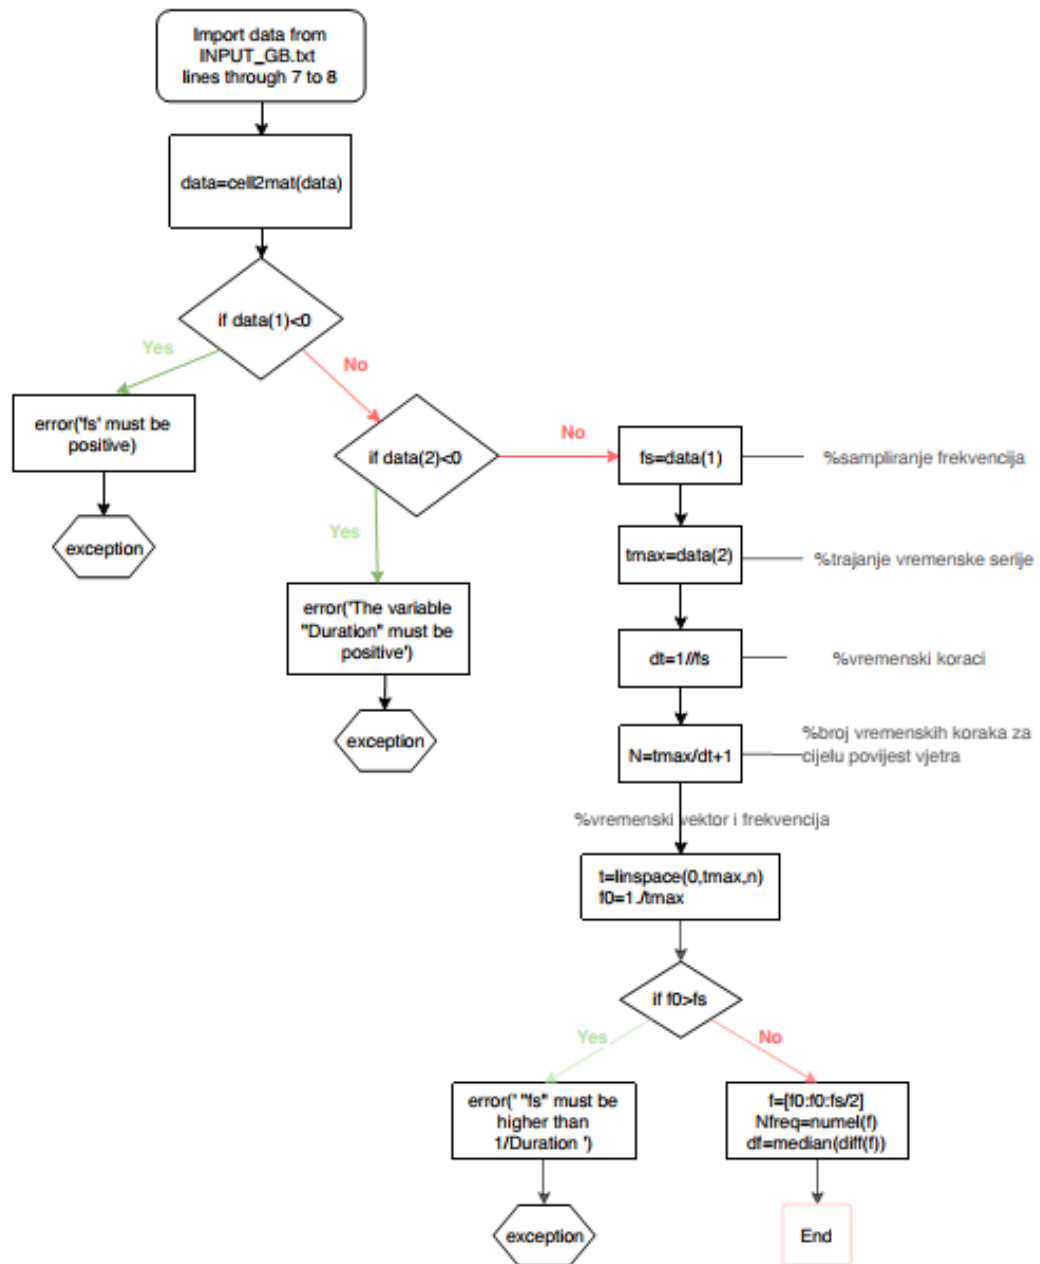 Import data from
INPUT_GB.txt
lines through 7 to 8
data=cell2mat(data)
if data(1)<0
Yes
No
error('fs' must be
positive)
exception
if data(2)<0
No
Yes
error('The variable
"Duration" must be
positive')
exception
fs=data(1)
%sampliranje frekvencija
tmax=data(2)
%trajanje vremenske serije
dt=1//fs
%vremenski koraci
N=tmax/dt+1
%broj vremenskih koraka za
cijelu povijest vjetra
%vremenski vektor i frekvencija
t=linspace(0,tmax,n)
f0=1./tmax
if f0>fs
Yes
No
error(' "fs" must be
higher than
1/Duration ')
exception
f=[f0:f0:fs/2]
Nfreq=numel(f)
df=median(diff(f))
End